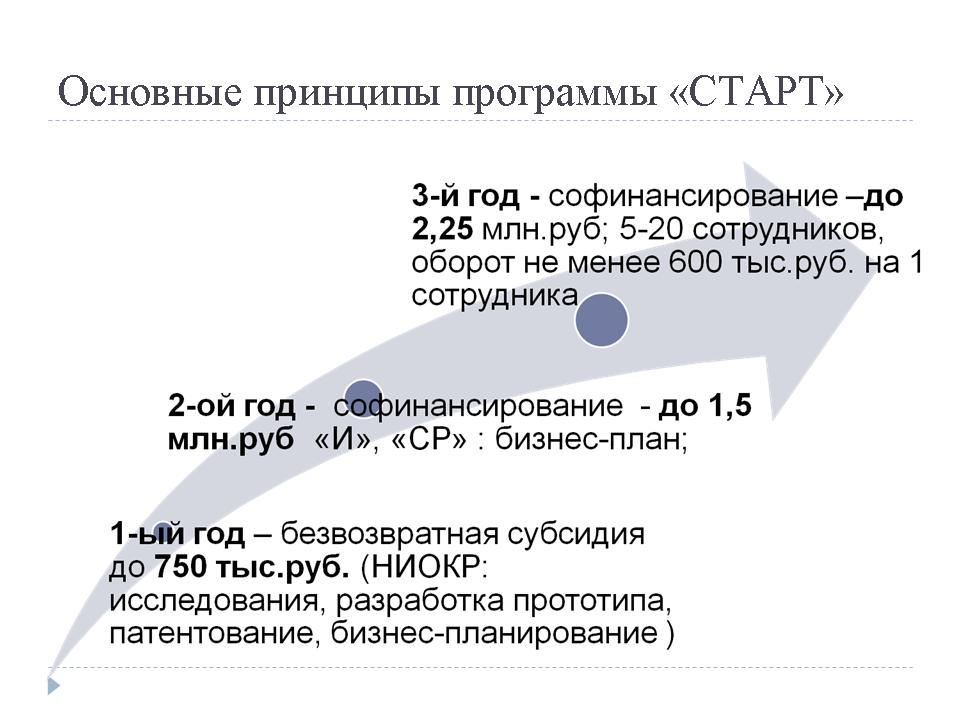 Основные принципы программы «СТАРТ»
3-й год - софинансирование –до
2,25 млн.руб; 5-20 сотрудников,
оборот не менее 600 тыс.руб. на 1
сотрудника
2-ой год -  софинансирование  - до 1,5
млн.руб  «И», «СР» : бизнес-план;
1-ый год – безвозвратная субсидия
до 750 тыс.руб. (НИОКР:
исследования, разработка прототипа,
патентование, бизнес-планирование )